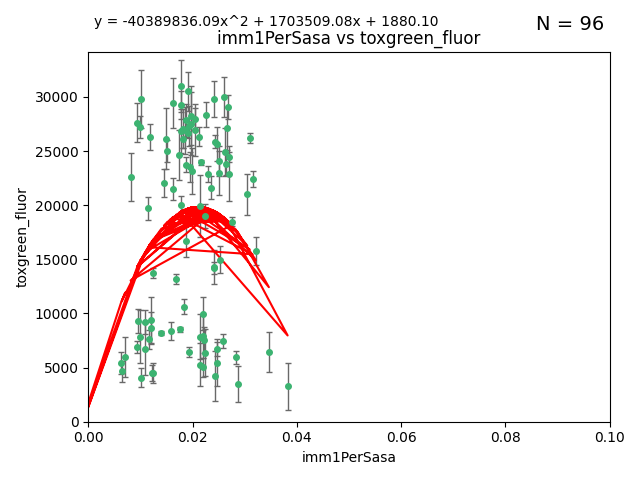 y = -40389836.09x^2 + 1703509.08x + 1880.10
N = 96
imm1PerSasa vs toxgreen_fluor
30000
25000
20000
15000
10000
5000
0
toxgreen_fluor
0.00
0.02
0.04
0.06
0.08
0.10
imm1PerSasa